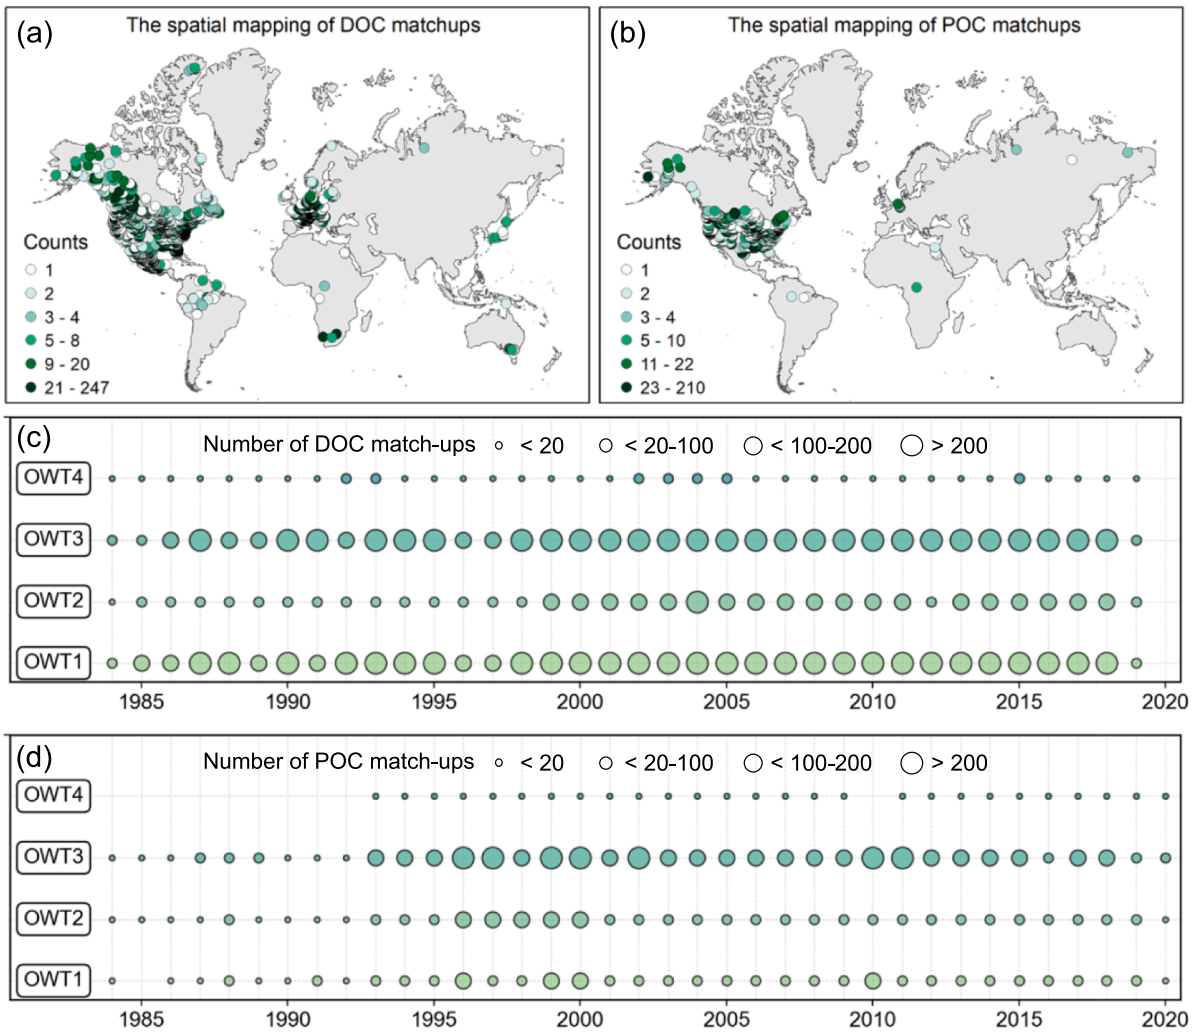 (a) The spatial mapping of DOC matchups
Counts
1
2
3 - 4
5 - 8
9 - 20
21 - 247
(b) The spatial mapping of POC matchups
Counts
1
2
3 - 4
5 - 10
11 - 22
23 - 210
(c) Number of DOC match-ups < 20 < 20-100 < 100-200 > 200
OWT4
OWT3
OWT2
OWT1
1985 1990 1995 2000 2005 2010 2015 2020
(d) Number of POC match-ups < 20 < 20-100 < 100-200 > 200
OWT4
OWT3
OWT2
OWT1
1985 1990 1995 2000 2005 2010 2015 2020